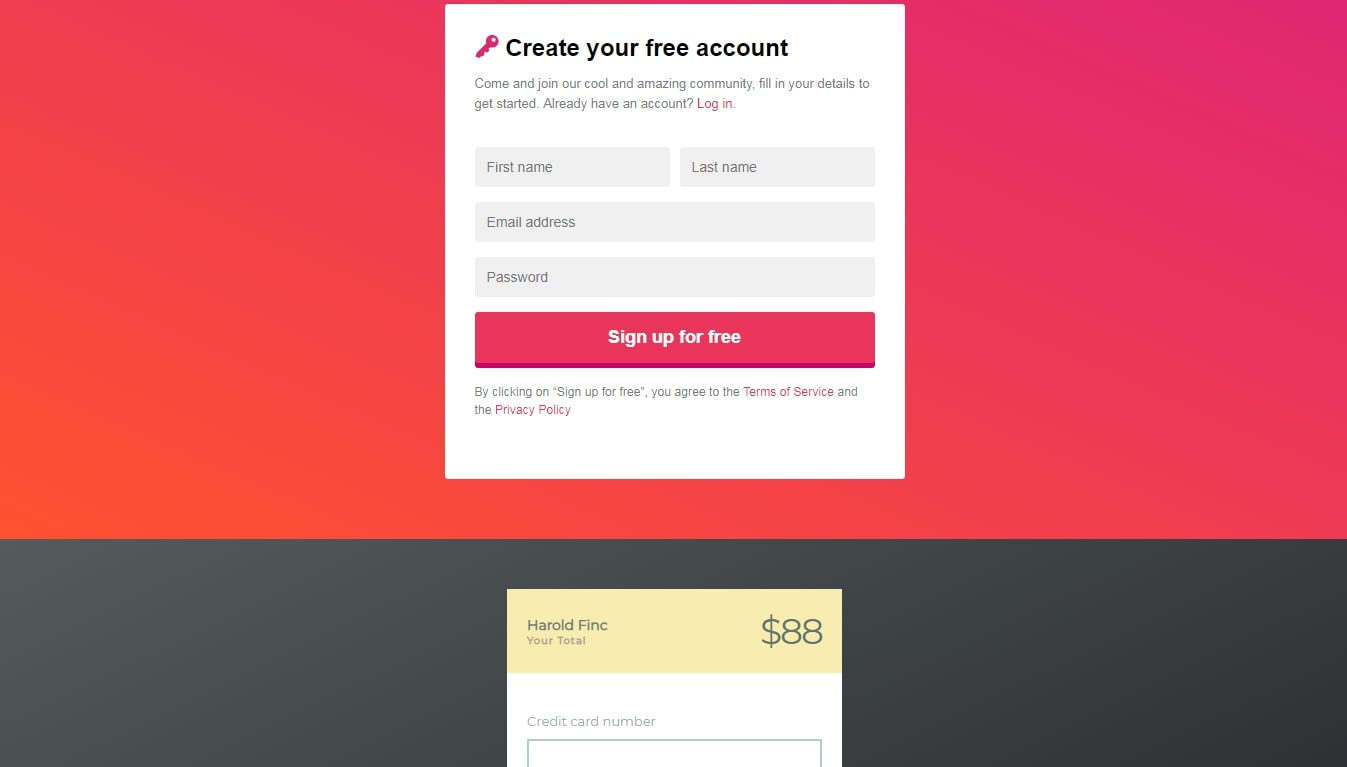 Create your free account
Come and join our cool and amazing community, fill in your details to
get started. Already have an account? Log in.
First name
Last name
Email address
Password
Sign up for free
By clicking on “Sign up for free”, you agree to the Terms of Service and
the Privacy Policy
Harold Finc
$88
Your Total
Credit card number